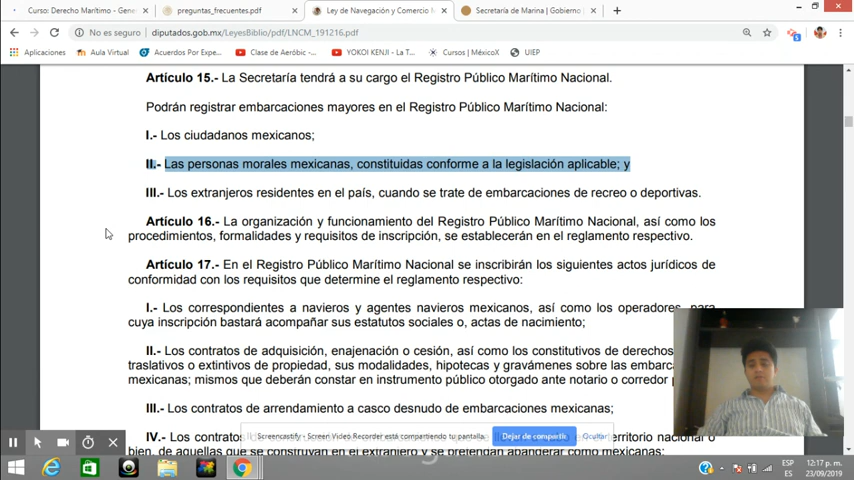 Curso: Derecho Marítimo - Gene
preguntas_frecuentes.pdf
Ley de Navegación y Comercio M
Secretaría de Marina | Gobierno
No es seguro
diputados.gob.mx/LeyesBiblio/pdf/LNCM_191216.pdf
Aplicaciones
Aula Virtual
Acuerdos Por Expe...
Clase de Aeróbic -...
YOKOI KENJI - La T...
Cursos | MéxicoX
UIEP
Artículo 15.- La Secretaría tendrá a su cargo el Registro Público Marítimo Nacional.
Podrán registrar embarcaciones mayores en el Registro Público Marítimo Nacional:
I.- Los ciudadanos mexicanos;
II.- Las personas morales mexicanas, constituidas conforme a la legislación aplicable; y
III.- Los extranjeros residentes en el país, cuando se trate de embarcaciones de recreo o deportivas.
Artículo 16.- La organización y funcionamiento del Registro Público Marítimo Nacional, así como los
procedimientos, formalidades y requisitos de inscripción, se establecerán en el reglamento respectivo.
Artículo 17.- En el Registro Público Marítimo Nacional se inscribirán los siguientes actos jurídicos de
conformidad con los requisitos que determine el reglamento respectivo:
I.- Los correspondientes a navieros y agentes navieros mexicanos, así como los operadores, para
cuya inscripción bastará acompañar sus estatutos sociales o, actas de nacimiento;
II.- Los contratos de adquisición, enajenación o cesión, así como los constitutivos de derechos
traslativos o extintivos de propiedad, sus modalidades, hipotecas y gravámenes sobre las embarc
mexicanas; mismos que deberán constar en instrumento público otorgado ante notario o corredor
III.- Los contratos de arrendamiento a casco desnudo de embarcaciones mexicanas;
IV.- Los contratos
territorio nacional o
bien, de aquellas que se construyan en el extranjero y se pretendan abanderar como mexicanas;
Screencastify - Screen Video Recorder está compartiendo tu pantalla.
Dejar de compartir
Ocultar
ESP
ES
12:17 p. m.
23/09/2019